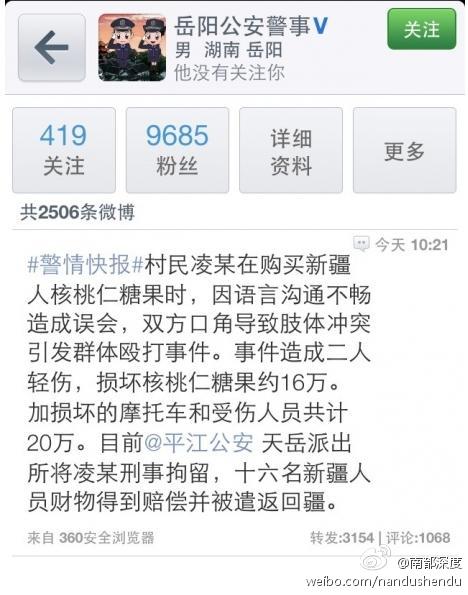 岳阳公安警事V
男 湖南 岳阳
他没有关注你
关注
419
关注
9685
粉丝
详细
资料
更多
共2506条微博
今天 10:21
#警情快报#村民凌某在购买新疆
人核桃仁糖果时，因语言沟通不畅
造成误会，双方口角导致肢体冲突
引发群体殴打事件。事件造成二人
轻伤，损坏核桃仁糖果约16万。
加损坏的摩托车和受伤人员共计
20万。目前@平江公安 天岳派出
所将凌某刑事拘留，十六名新疆人
员财物得到赔偿并被遣返回疆。
来自 360安全浏览器
转发:3154 | 评论:1068
@南都深度
weibo.com/nandushendu